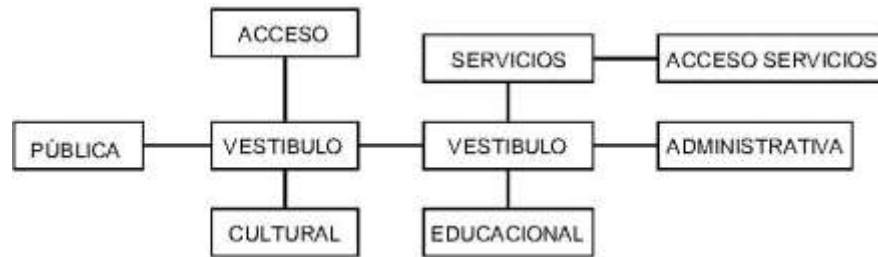 ACCESO
SERVICIOS
ACCESO SERVICIOS
PÚBLICA
VESTIBULO
VESTIBULO
ADMINISTRATIVA
CULTURAL
EDUCACIONAL